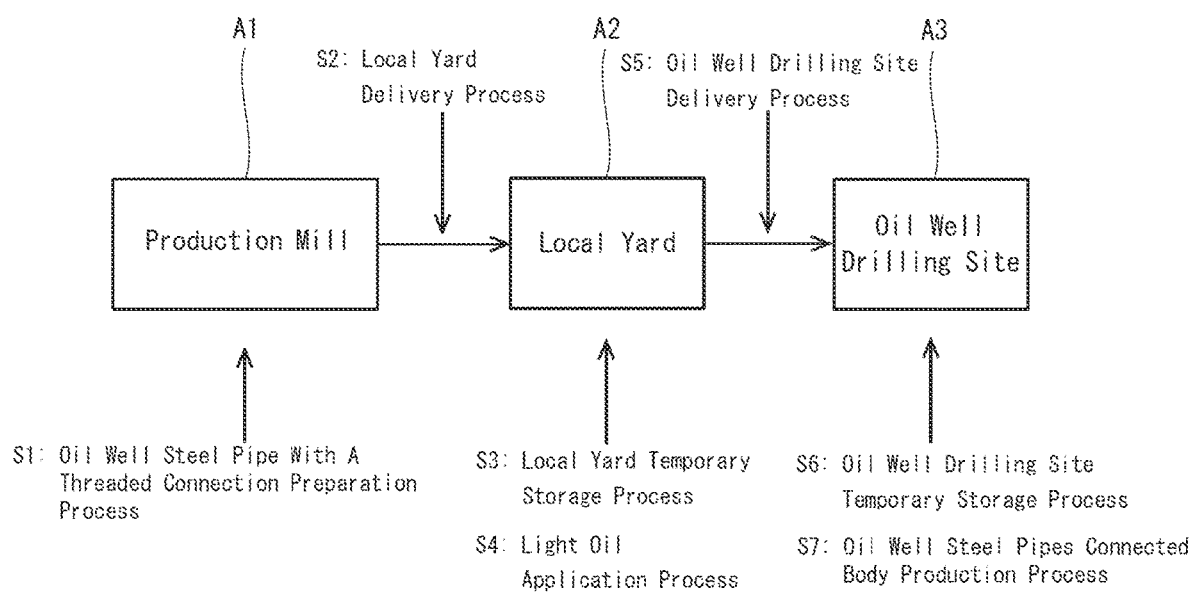 A1
A2
A3
S2: Local Yard
Delivery Process
S5: Oil Well Drilling Site
Delivery Process
Production Mill
Local Yard
Oil Well
Drilling Site
S1: Oil Well Steel Pipe With A
Threaded Connection Preparation
Process
S3: Local Yard Temporary
Storage Process
S4: Light Oil
Application Process
S6: Oil Well Drilling Site
Temporary Storage Process
S7: Oil Well Steel Pipes Connected
Body Production Process